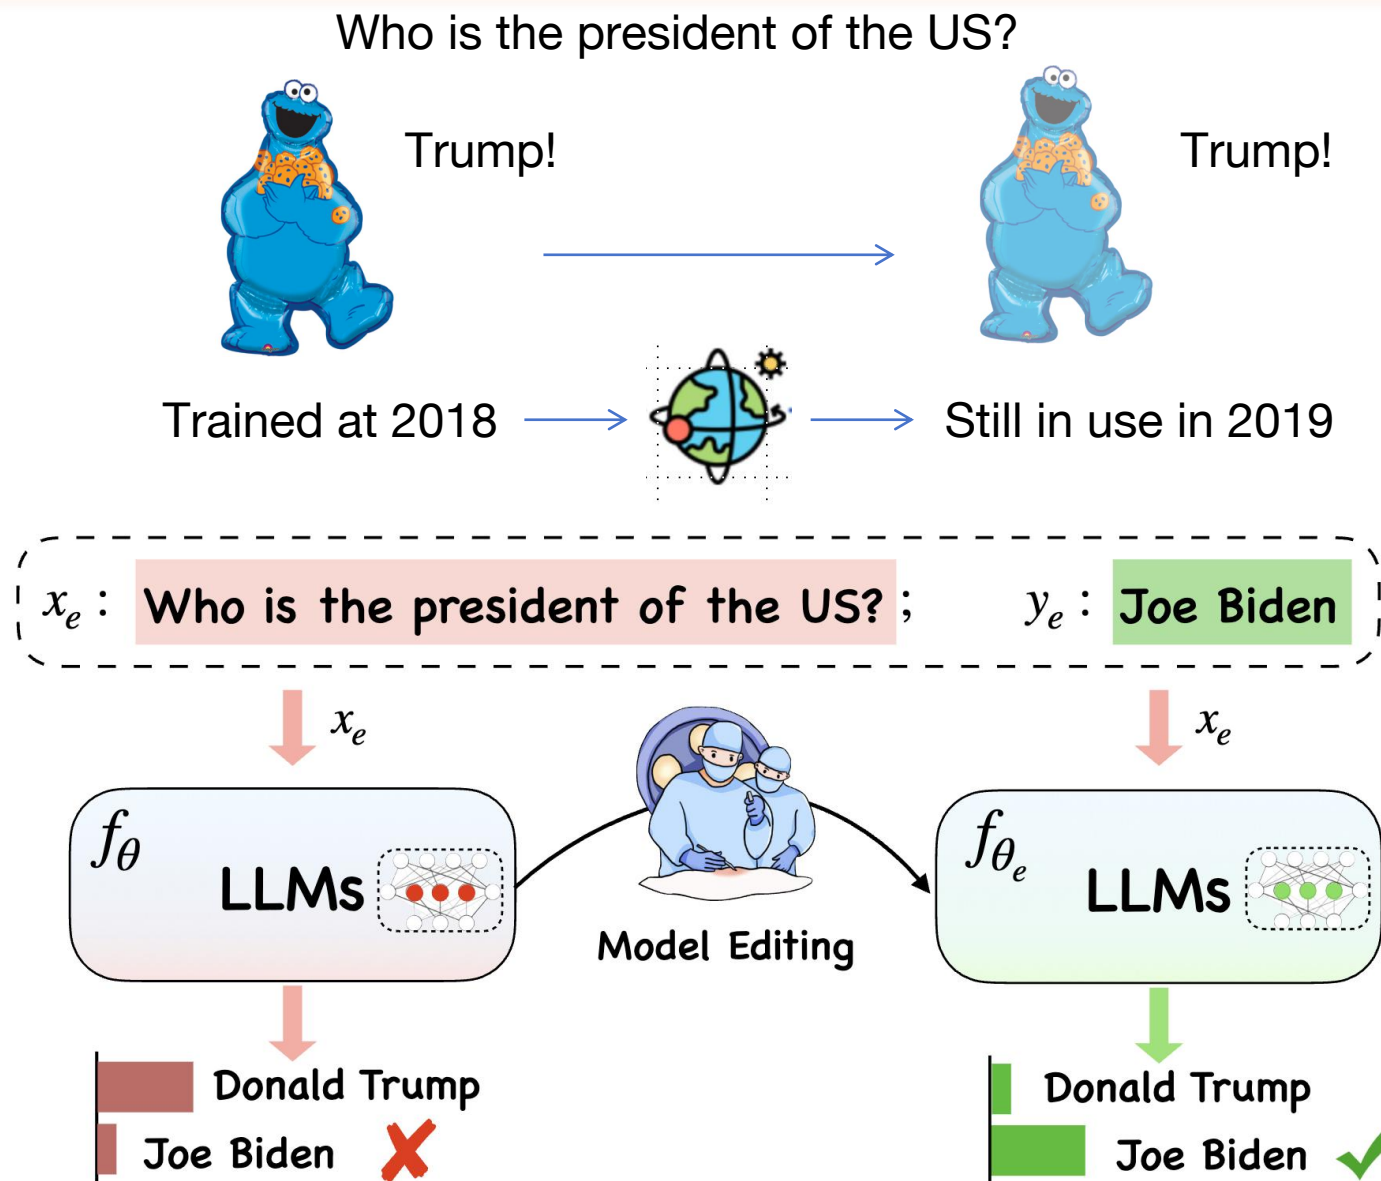 Who is the president of the US?
Trump!
Trump!
Trained at 2018
Still in use in 2019
xₑ : Who is the president of the US? ; yₑ : Joe Biden
xₑ
xₑ
f_θ
f_θₑ
LLMs
LLMs
Model Editing
Donald Trump
Joe Biden
Donald Trump
Joe Biden